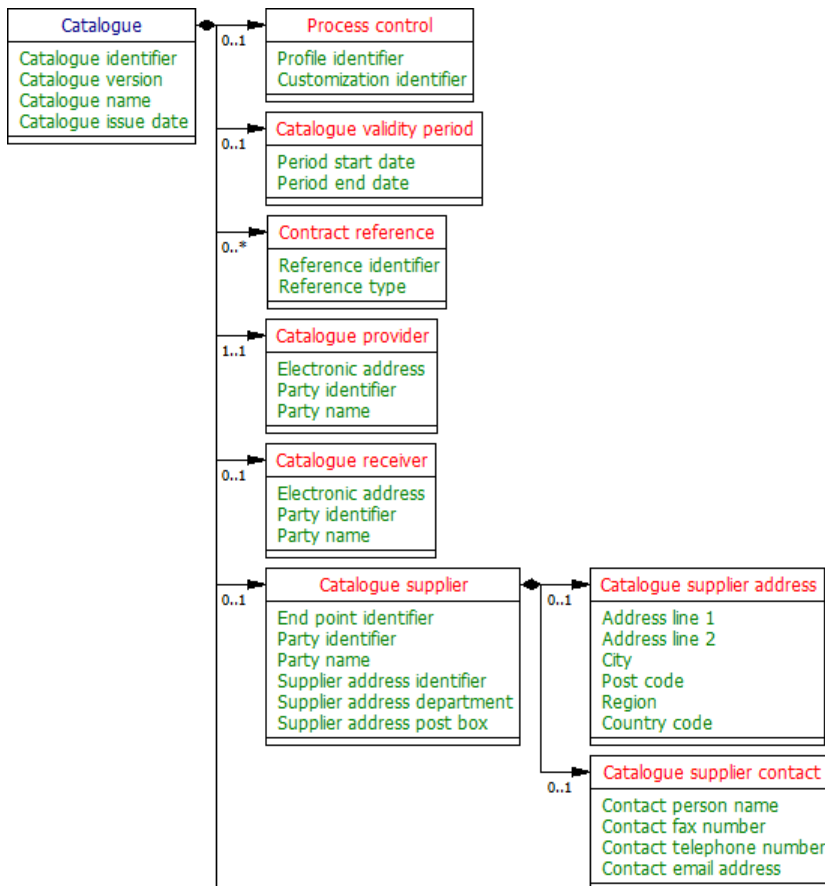 Catalogue
Catalogue identifier
Catalogue version
Catalogue name
Catalogue issue date
0..1
Process control
Profile identifier
Customization identifier
0..1
Catalogue validity period
Period start date
Period end date
0..*
Contract reference
Reference identifier
Reference type
1..1
Catalogue provider
Electronic address
Party identifier
Party name
0..1
Catalogue receiver
Electronic address
Party identifier
Party name
0..1
Catalogue supplier
End point identifier
Party identifier
Party name
Supplier address identifier
Supplier address department
Supplier address post box
0..1
Catalogue supplier address
Address line 1
Address line 2
City
Post code
Region
Country code
0..1
Catalogue supplier contact
Contact person name
Contact fax number
Contact telephone number
Contact email address